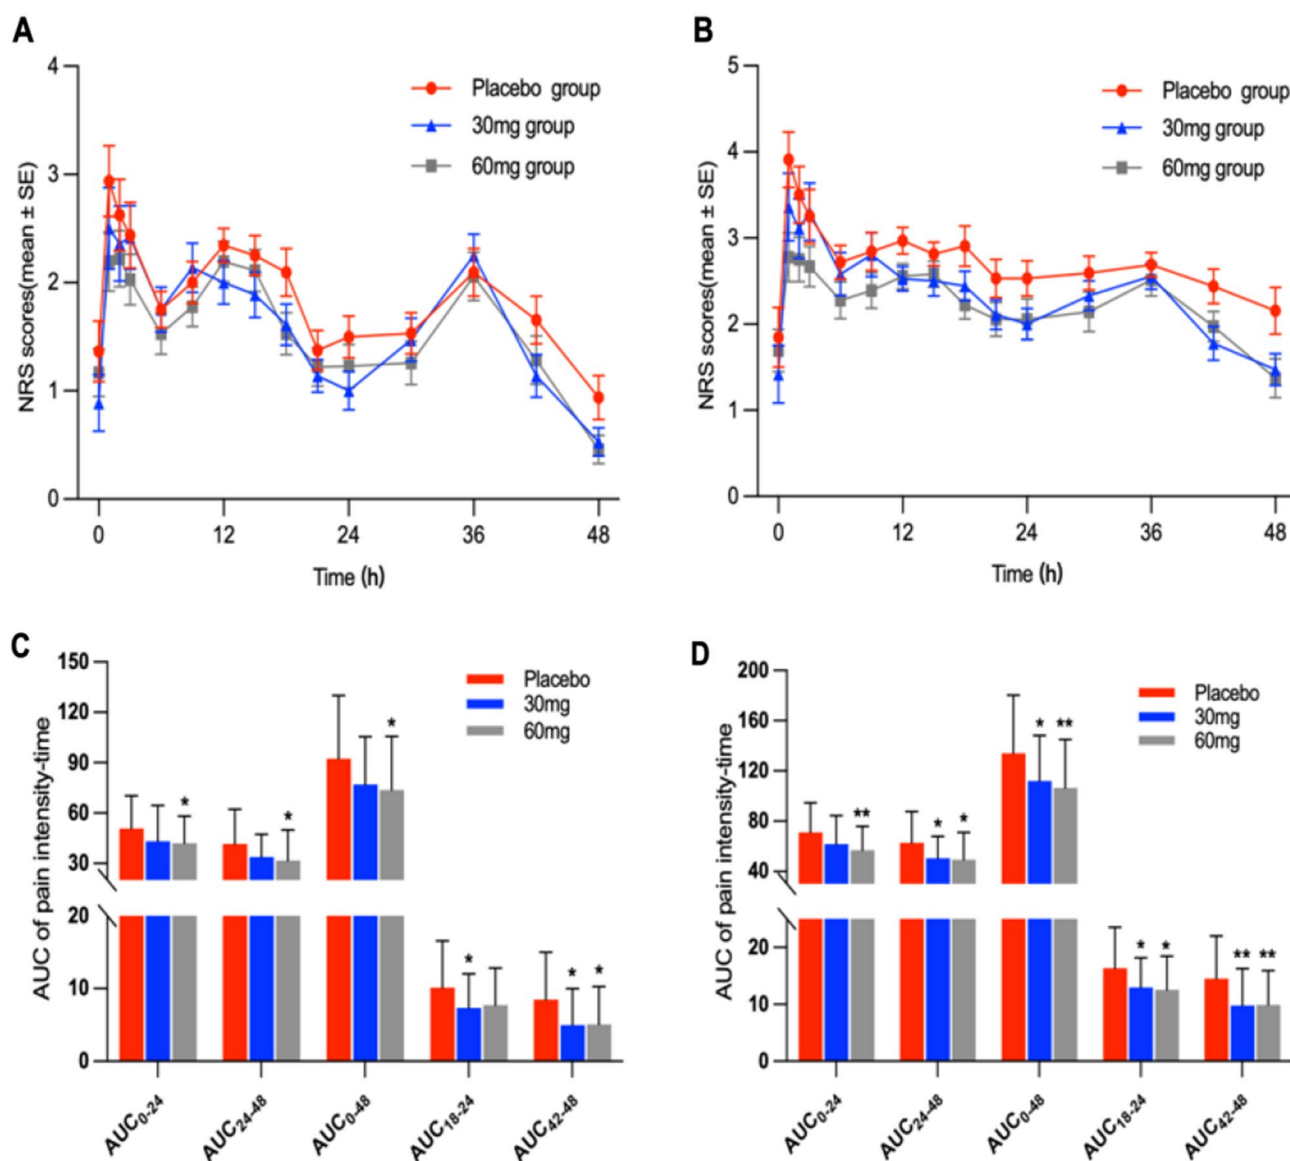 A
NRS scores(mean ± SE)
4
3
2
1
0
0 12 24 36 48
Time (h)
Placebo group
30mg group
60mg group
B
NRS scores(mean ± SE)
5
4
3
2
1
0
0 12 24 36 48
Time (h)
Placebo group
30mg group
60mg group
C
AUC of pain intensity-time
150
120
90
60
30
20
10
0
Placebo
30mg
60mg
* * * * * *
AUC0-24 AUC24-48 AUC0-48 AUC18-24 AUC42-48
D
AUC of pain intensity-time
200
160
120
80
40
20
10
0
Placebo
30mg
60mg
** * * * ** * * ** **
AUC0-24 AUC24-48 AUC0-48 AUC18-24 AUC42-48